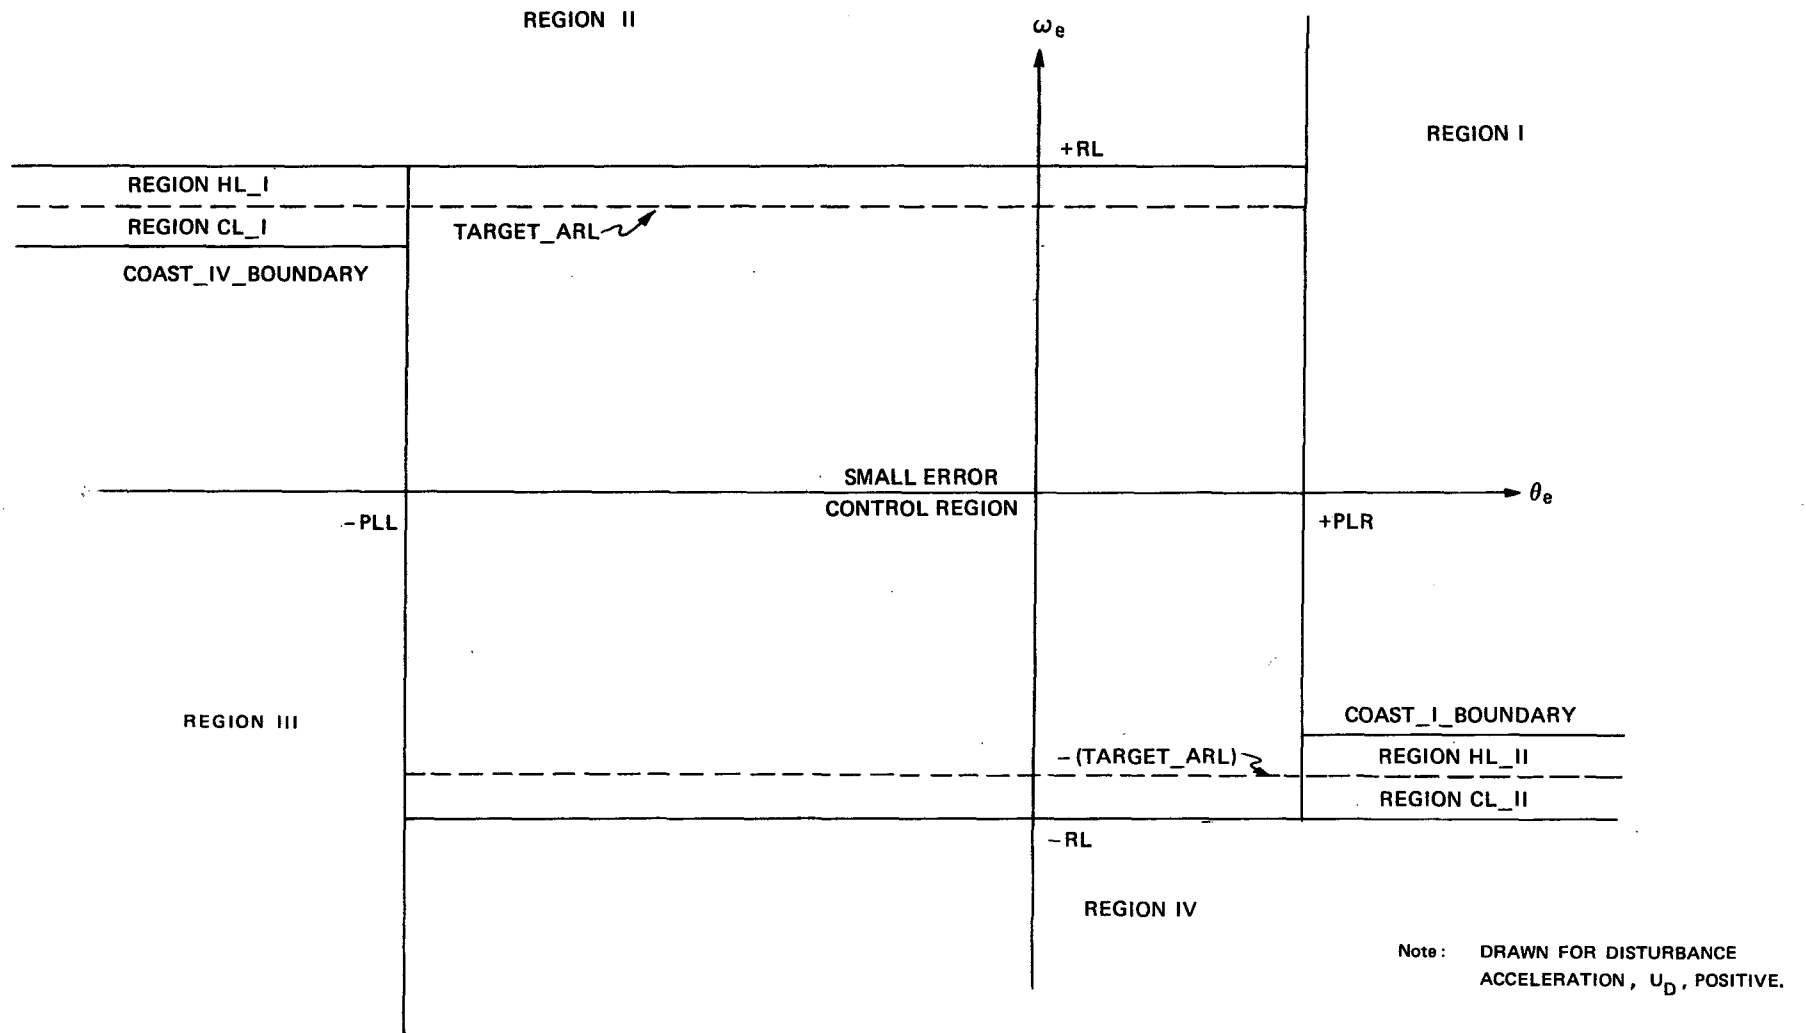 REGION II
ωe
REGION I
+RL
REGION HL_I
REGION CL_I
TARGET_ARL
COAST_IV_BOUNDARY
SMALL ERROR
CONTROL REGION
θe
-PLL
+PLR
REGION III
COAST_I_BOUNDARY
-(TARGET_ARL)
REGION HL_II
REGION CL_II
-RL
REGION IV
Note: DRAWN FOR DISTURBANCE
ACCELERATION, UD, POSITIVE.